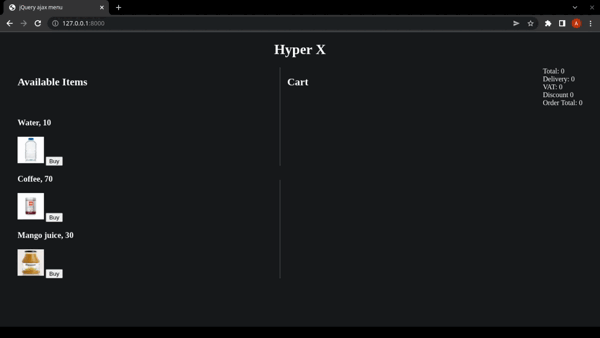 jQuery ajax menu
127.0.0.1:8000
A
Hyper X
Available Items
Cart
Total: 0
Delivery: 0
VAT: 0
Discount 0
Order Total: 0
Water, 10
Buy
Coffee, 70
Buy
Mango juice, 30
Buy